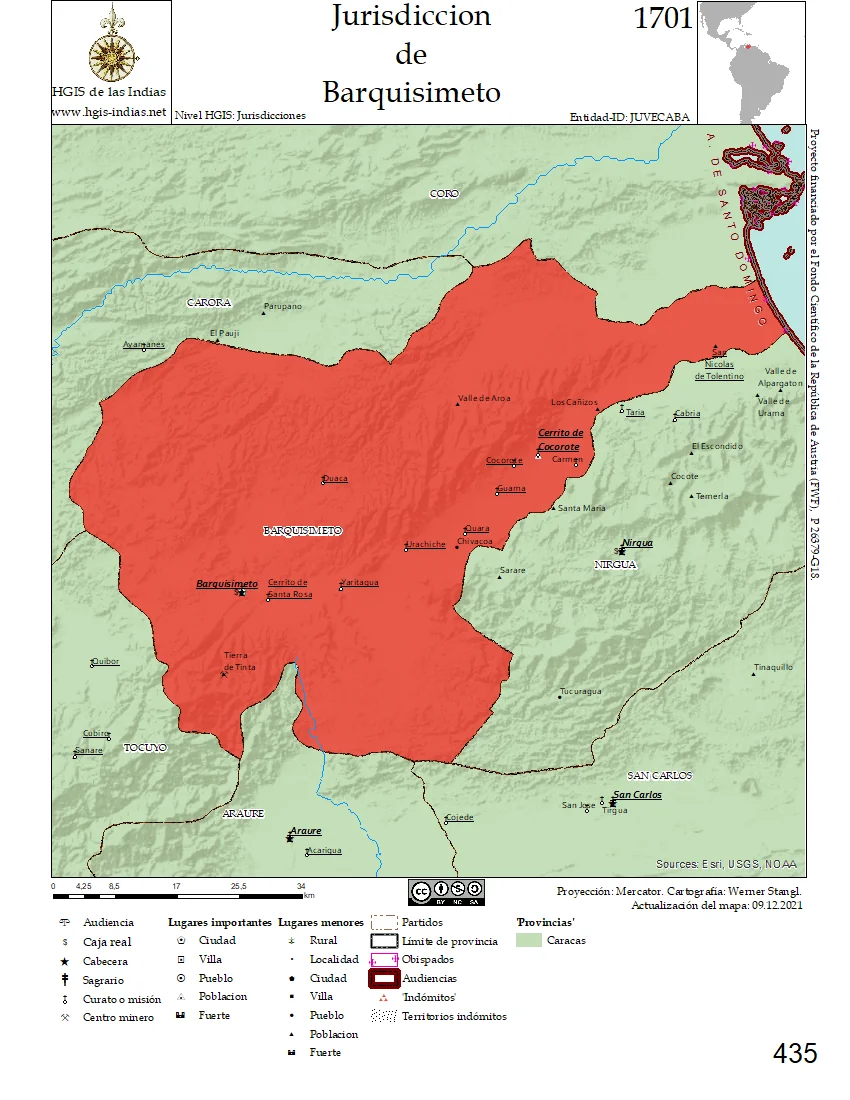 HGIS de las Indias
www.hgis-indias.net
Jurisdiccion
de
Barquisimeto
1701
Nivel HGIS: Jurisdicciones
Entidad-ID: JUVECABA
Proyecto financiado por el Fondo Científico de la República de Austria (FWF), P 26379-G18.
A. DE SANTO DOMINGO
CORO
CARORA
Parupano
El Pauji
Ayamanes
San
Nicolas
de Tolentino
Valle de
Alpargaton
Valle de
Urama
Valle de Aroa
Los Cañizos
Taria
Cabria
Cerrito de
Cocorote
Cocorote
Carmen
El Escondido
Duaca
Guama
Cocote
Temerla
Santa Maria
BARQUISIMETO
Quara
Urachiche
Chivacoa
Nirgua
S
NIRGUA
Sarare
Barquisimeto
S
Cerrito de
Santa Rosa
Yaritagua
Quibor
Tierra
de Tinta
Tinaquillo
Tucuragua
Cubiro
Sanare
TOCUYO
SAN CARLOS
San Carlos
San Jose
Tirgua
ARAURE
Araure
Acarigua
Cojede
Sources: Esri, USGS, NOAA
0 4,25 8,5 17 25,5 34
km
CC
BY NC SA
Proyección: Mercator. Cartografía: Werner Stangl.
Actualización del mapa: 09.12.2021
Audiencia
S Caja real
Cabecera
Sagrario
Curato o misión
Centro minero
Lugares importantes
Ciudad
Villa
Pueblo
Poblacion
Fuerte
Lugares menores
Rural
Localidad
Ciudad
Villa
Pueblo
Poblacion
Fuerte
Partidos
Límite de provincia
Obispados
Audiencias
'Indómitos'
Territorios indómitos
'Provincias'
Caracas
435